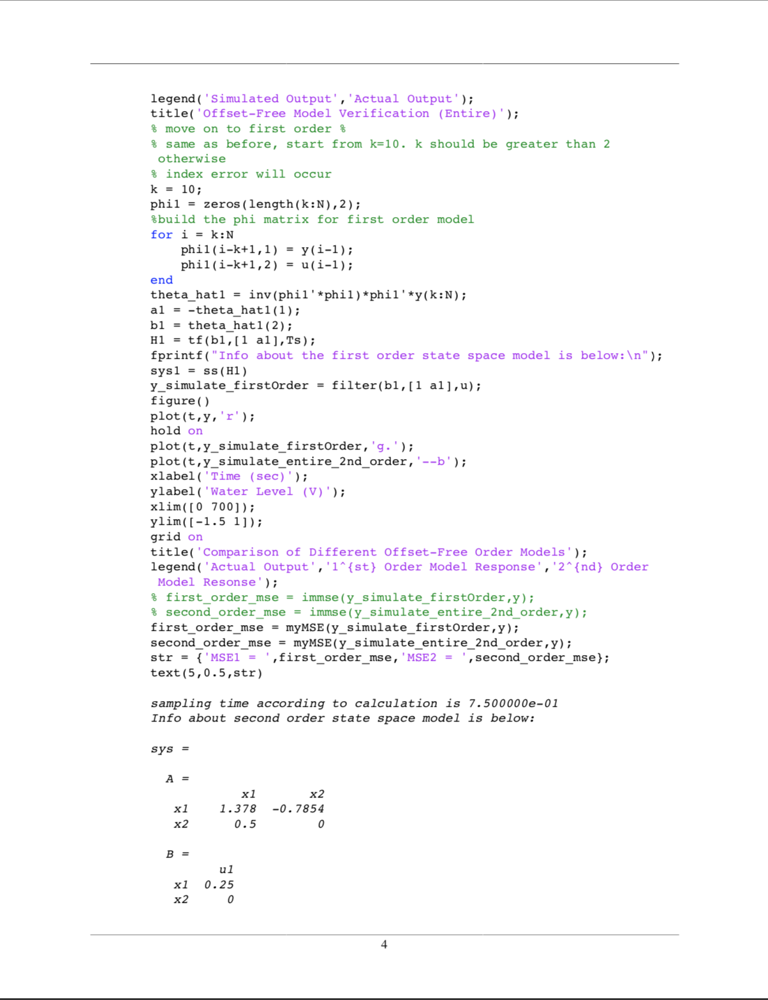 legend('Simulated Output','Actual Output');
title('Offset-Free Model Verification (Entire)');
% move on to first order %
% same as before, start from k=10. k should be greater than 2
 otherwise
% index error will occur
k = 10;
phi1 = zeros(length(k:N),2);
%build the phi matrix for first order model
for i = k:N
    phi1(i-k+1,1) = y(i-1);
    phi1(i-k+1,2) = u(i-1);
end
theta_hat1 = inv(phi1'*phi1)*phi1'*y(k:N);
a1 = -theta_hat1(1);
b1 = theta_hat1(2);
H1 = tf(b1,[1 a1],Ts);
fprintf("Info about the first order state space model is below:\n");
sys1 = ss(H1)
y_simulate_firstOrder = filter(b1,[1 a1],u);
figure()
plot(t,y,'r');
hold on
plot(t,y_simulate_firstOrder,'g.');
plot(t,y_simulate_entire_2nd_order,'--b');
xlabel('Time (sec)');
ylabel('Water Level (V)');
xlim([0 700]);
ylim([-1.5 1]);
grid on
title('Comparison of Different Offset-Free Order Models');
legend('Actual Output','1^{st} Order Model Response','2^{nd} Order
 Model Resonse');
% first_order_mse = immse(y_simulate_firstOrder,y);
% second_order_mse = immse(y_simulate_entire_2nd_order,y);
first_order_mse = myMSE(y_simulate_firstOrder,y);
second_order_mse = myMSE(y_simulate_entire_2nd_order,y);
str = {'MSE1 = ',first_order_mse,'MSE2 = ',second_order_mse};
text(5,0.5,str)
sampling time according to calculation is 7.500000e-01
Info about second order state space model is below:
sys =
  A =
            x1       x2
   x1    1.378  -0.7854
   x2      0.5        0
  B =
         u1
   x1  0.25
   x2     0
4